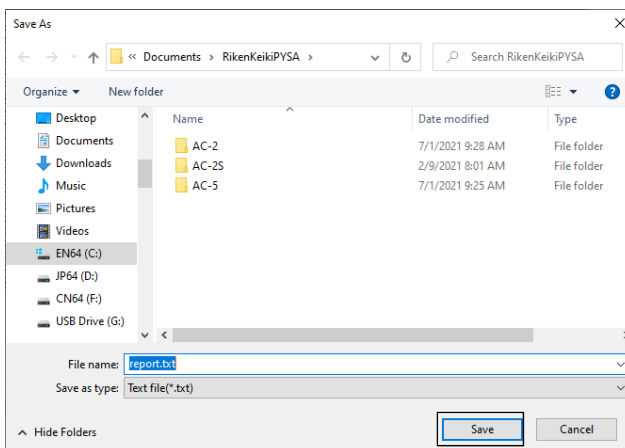 Save As
« Documents > RikenKeikiPYSA >
Search RikenKeikiPYSA
Organize
New folder
?
Name
Date modified
Type
Desktop
Documents
Downloads
Music
Pictures
Videos
EN64 (C:)
JP64 (D:)
CN64 (F:)
USB Drive (G:)
AC-2 7/1/2021 9:28 AM File folder
AC-2S 2/9/2021 8:01 AM File folder
AC-5 7/1/2021 9:25 AM File folder
File name: report.txt
Save as type: Text file(*.txt)
Hide Folders
Save
Cancel